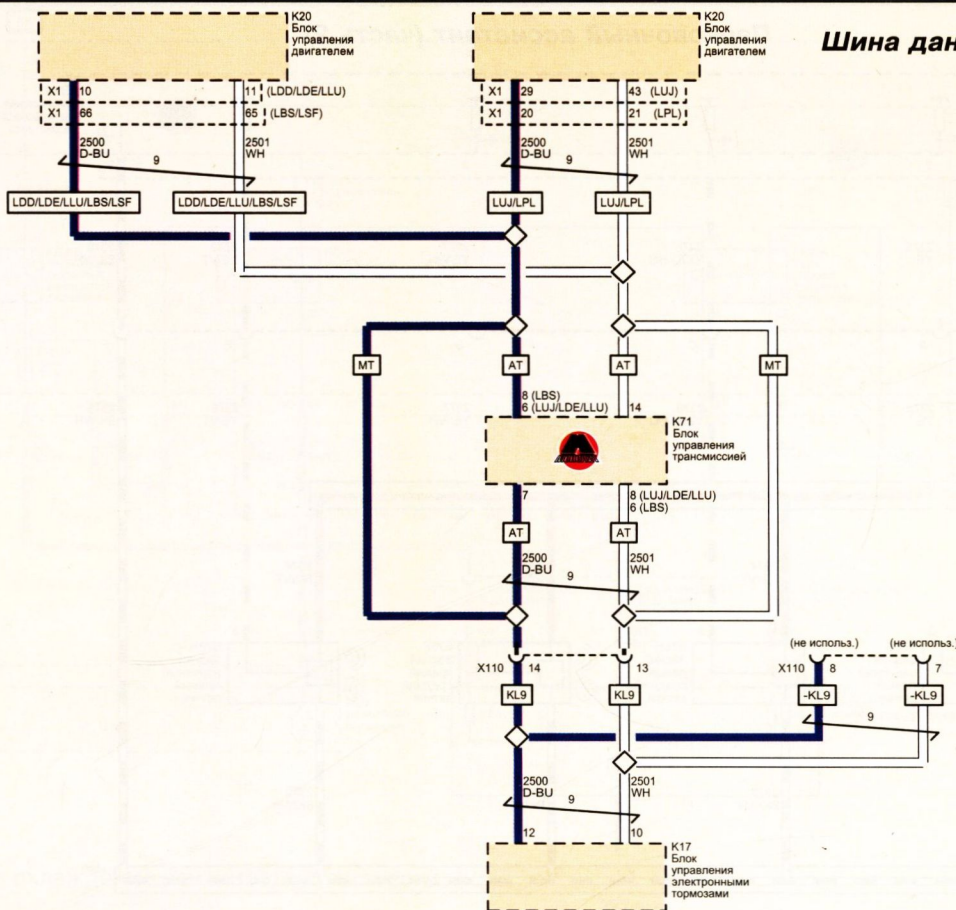 Шина дан
K20
Блок
управления
двигателем
K20
Блок
управления
двигателем
X1 10 11 (LDD/LDE/LLU)
X1 66 65 (LBS/LSF)
X1 29 43 (LUJ)
X1 20 21 (LPL)
2500
D-BU
9
2501
WH
2500
D-BU
9
2501
WH
LDD/LDE/LLU/LBS/LSF
LDD/LDE/LLU/LBS/LSF
LUJ/LPL
LUJ/LPL
MT
AT
AT
MT
8 (LBS)
6 (LUJ/LDE/LLU)
14
K71
Блок
управления
трансмиссией
7
8 (LUJ/LDE/LLU)
6 (LBS)
AT
AT
2500
D-BU
9
2501
WH
(не использ.)
(не использ.)
X110 14 13
X110 8 7
KL9
KL9
-KL9
-KL9
9
2500
D-BU
9
2501
WH
12
10
K17
Блок
управления
электронными
тормозами